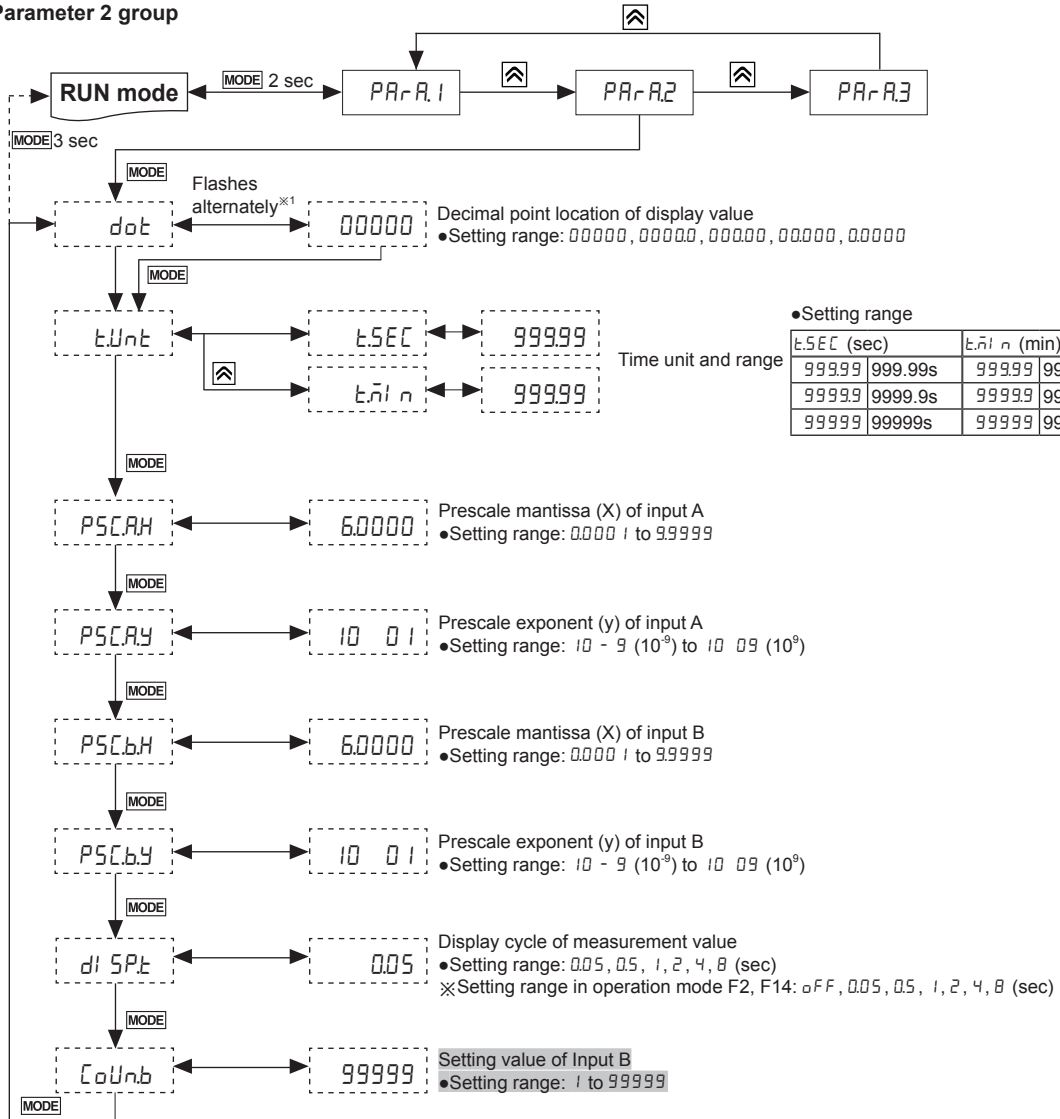 Parameter 2 group
RUN mode
MODE 2 sec
PArA.1
PArA.2
PArA.3
MODE 3 sec
MODE
dot
Flashes
alternately※1
00000
Decimal point location of display value
●Setting range: 00000, 0000.0, 000.00, 00.000, 0.0000
MODE
t.Unt
t.SEC
999.99
t.mIn
999.99
Time unit and range
●Setting range
t.SEC (sec) t.mIn (min)
999.99 999.99s 999.99 99
9999.9 9999.9s 9999.9 99
99999 99999s 99999 99
MODE
PSC.A.H
6.0000
Prescale mantissa (X) of input A
●Setting range: 0.0001 to 9.9999
MODE
PSC.A.Y
10 01
Prescale exponent (y) of input A
●Setting range: 10 - 9 (10-9) to 10 09 (109)
MODE
PSC.b.H
6.0000
Prescale mantissa (X) of input B
●Setting range: 0.0001 to 9.9999
MODE
PSC.b.Y
10 01
Prescale exponent (y) of input B
●Setting range: 10 - 9 (10-9) to 10 09 (109)
MODE
dISP.t
0.05
Display cycle of measurement value
●Setting range: 0.05, 0.5, 1, 2, 4, 8 (sec)
※Setting range in operation mode F2, F14: oFF, 0.05, 0.5, 1, 2, 4, 8 (sec)
MODE
CoUn.b
99999
Setting value of Input B
●Setting range: 1 to 99999
MODE